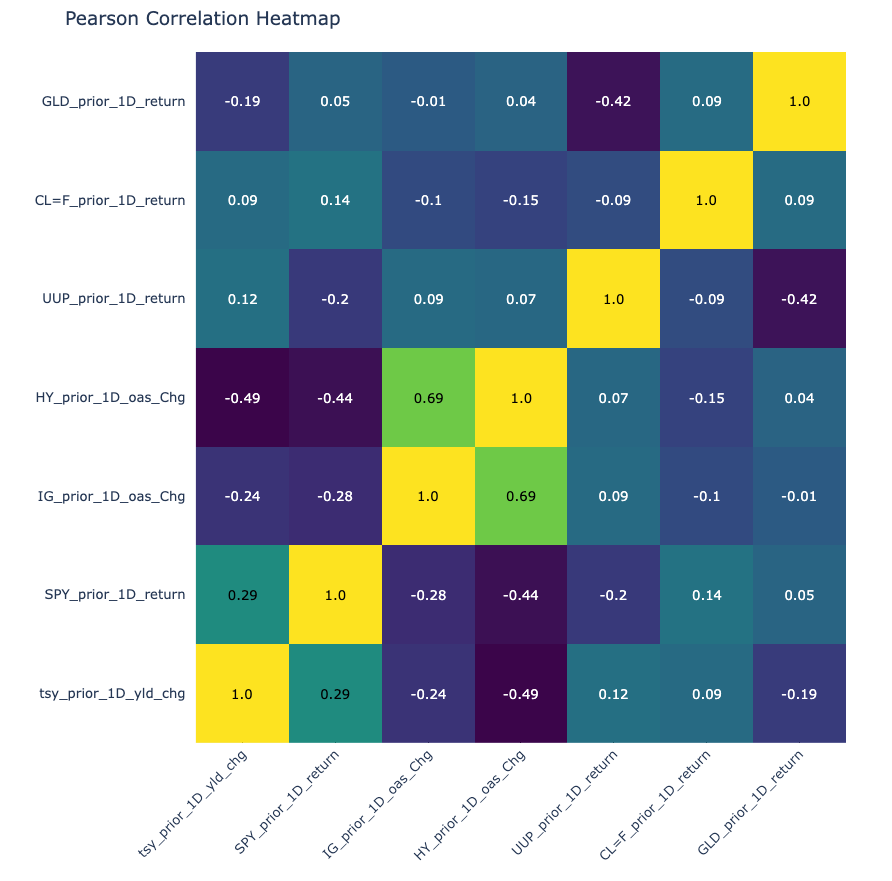 Pearson Correlation Heatmap
GLD_prior_1D_return -0.19 0.05 -0.01 0.04 -0.42 0.09 1.0
CL=F_prior_1D_return 0.09 0.14 -0.1 -0.15 -0.09 1.0 0.09
UUP_prior_1D_return 0.12 -0.2 0.09 0.07 1.0 -0.09 -0.42
HY_prior_1D_oas_Chg -0.49 -0.44 0.69 1.0 0.07 -0.15 0.04
IG_prior_1D_oas_Chg -0.24 -0.28 1.0 0.69 0.09 -0.1 -0.01
SPY_prior_1D_return 0.29 1.0 -0.28 -0.44 -0.2 0.14 0.05
tsy_prior_1D_yld_chg 1.0 0.29 -0.24 -0.49 0.12 0.09 -0.19
tsy_prior_1D_yld_chg
SPY_prior_1D_return
IG_prior_1D_oas_Chg
HY_prior_1D_oas_Chg
UUP_prior_1D_return
CL=F_prior_1D_return
GLD_prior_1D_return